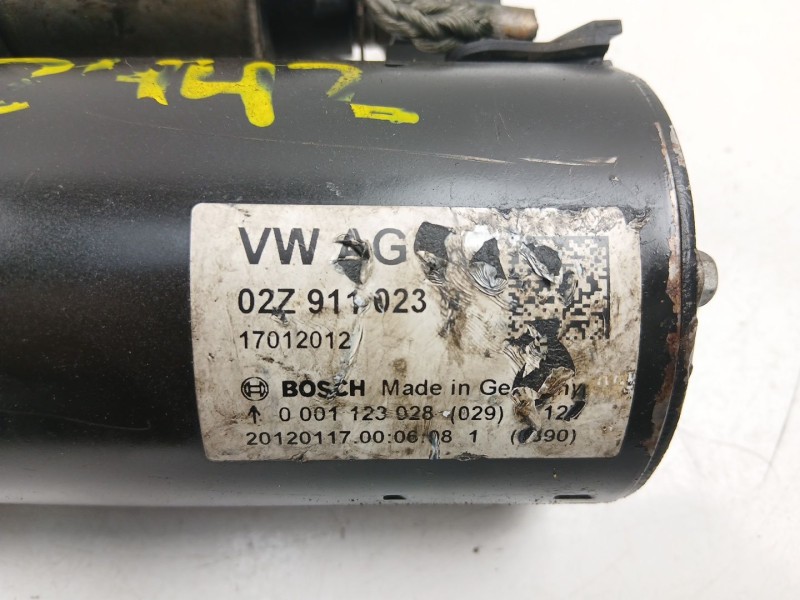 VW AG
02Z 911 023
17012012
BOSCH Made in Germany
↑ 0 001 123 028 (029)
20120117.00:06:08 1